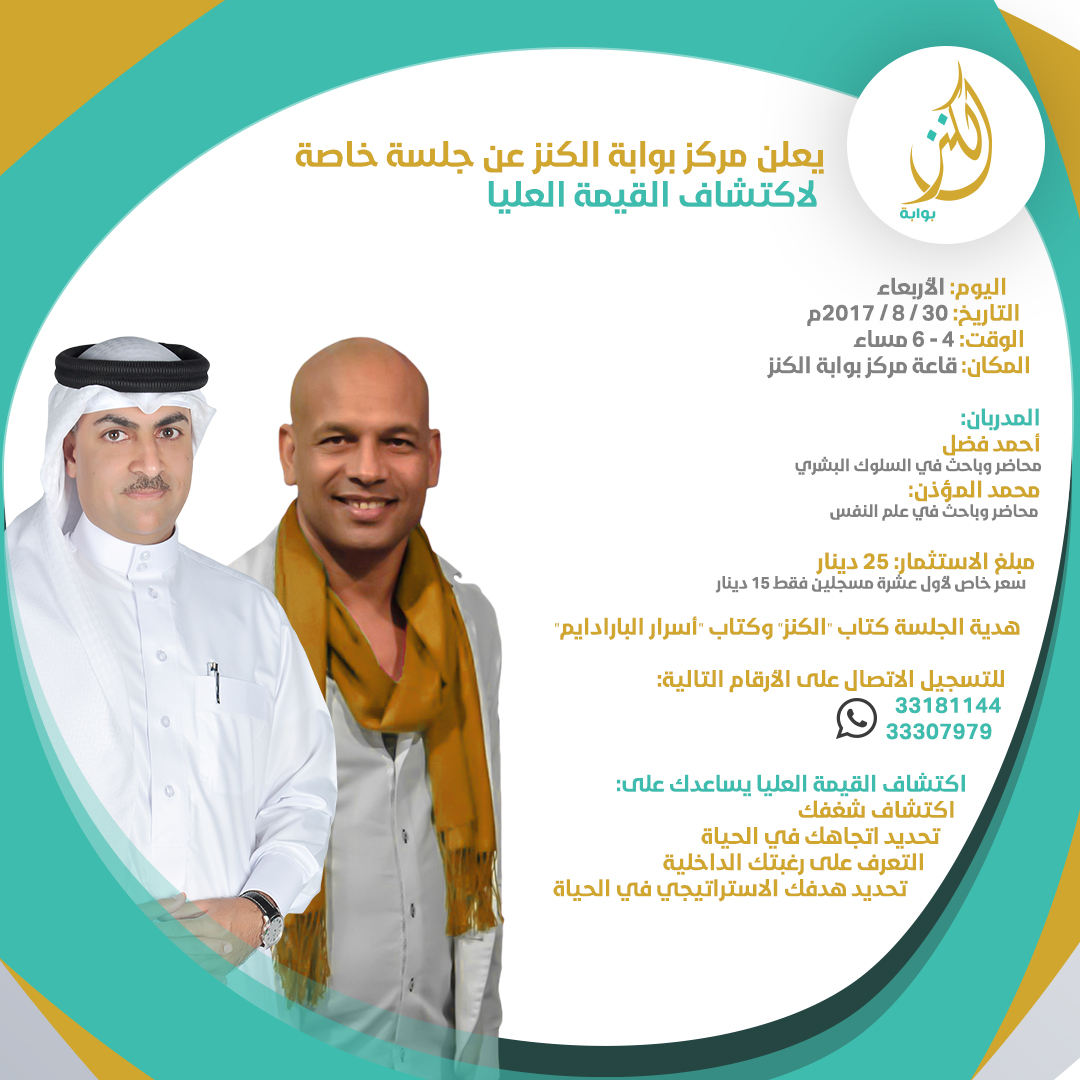 الكنز
بوابة
يعلن مركز بوابة الكنز عن جلسة خاصة
لاكتشاف القيمة العليا
اليوم: الأربعاء
التاريخ: 30 / 8 / 2017م
الوقت: 4 - 6 مساء
المكان: قاعة مركز بوابة الكنز
المدربان:
أحمد فضل
محاضر وباحث في السلوك البشري
محمد المؤذن:
محاضر وباحث في علم النفس
مبلغ الاستثمار: 25 دينار
سعر خاص لأول عشرة مسجلين فقط 15 دينار
هدية الجلسة كتاب "الكنز" وكتاب "أسرار البارادايم"
للتسجيل الاتصال على الأرقام التالية:
33181144
33307979
اكتشاف القيمة العليا يساعدك على:
اكتشاف شغفك
تحديد اتجاهك في الحياة
التعرف على رغبتك الداخلية
تحديد هدفك الاستراتيجي في الحياة